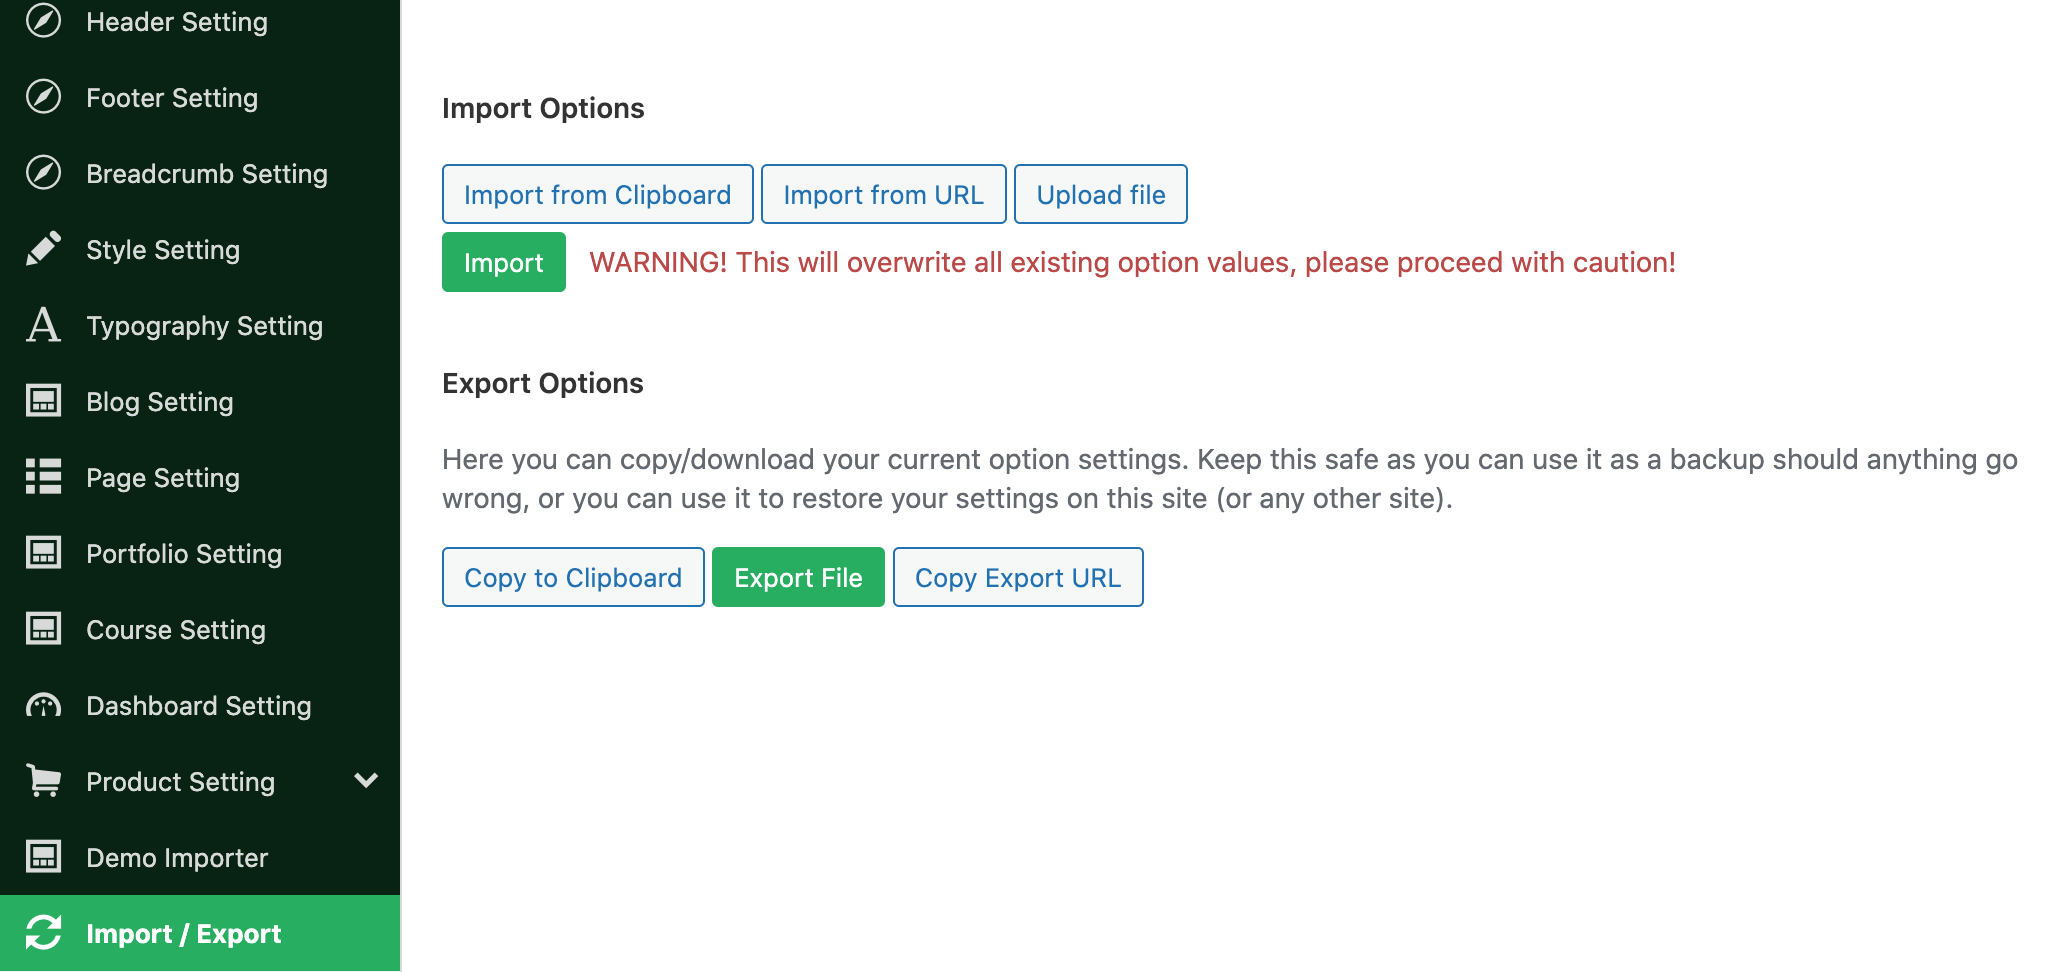 Header Setting
Footer Setting
Breadcrumb Setting
Style Setting
Typography Setting
Blog Setting
Page Setting
Portfolio Setting
Course Setting
Dashboard Setting
Product Setting
Demo Importer
Import / Export
Import Options
Import from Clipboard Import from URL Upload file
Import WARNING! This will overwrite all existing option values, please proceed with caution!
Export Options
Here you can copy/download your current option settings. Keep this safe as you can use it as a backup should anything go
wrong, or you can use it to restore your settings on this site (or any other site).
Copy to Clipboard Export File Copy Export URL